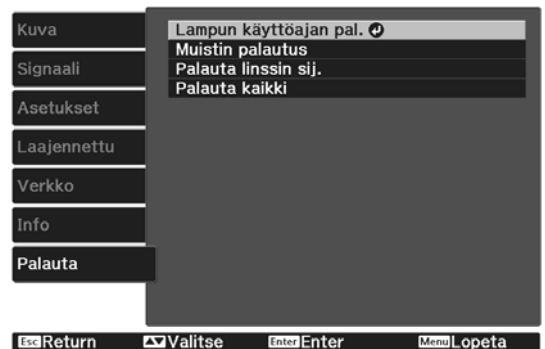 Kuva
Signaali
Asetukset
Laajennettu
Verkko
Info
Palauta
Lampun käyttöajan pal.
Muistin palautus
Palauta linssin sij.
Palauta kaikki
Esc Return Valitse Enter Enter Menu Lopeta